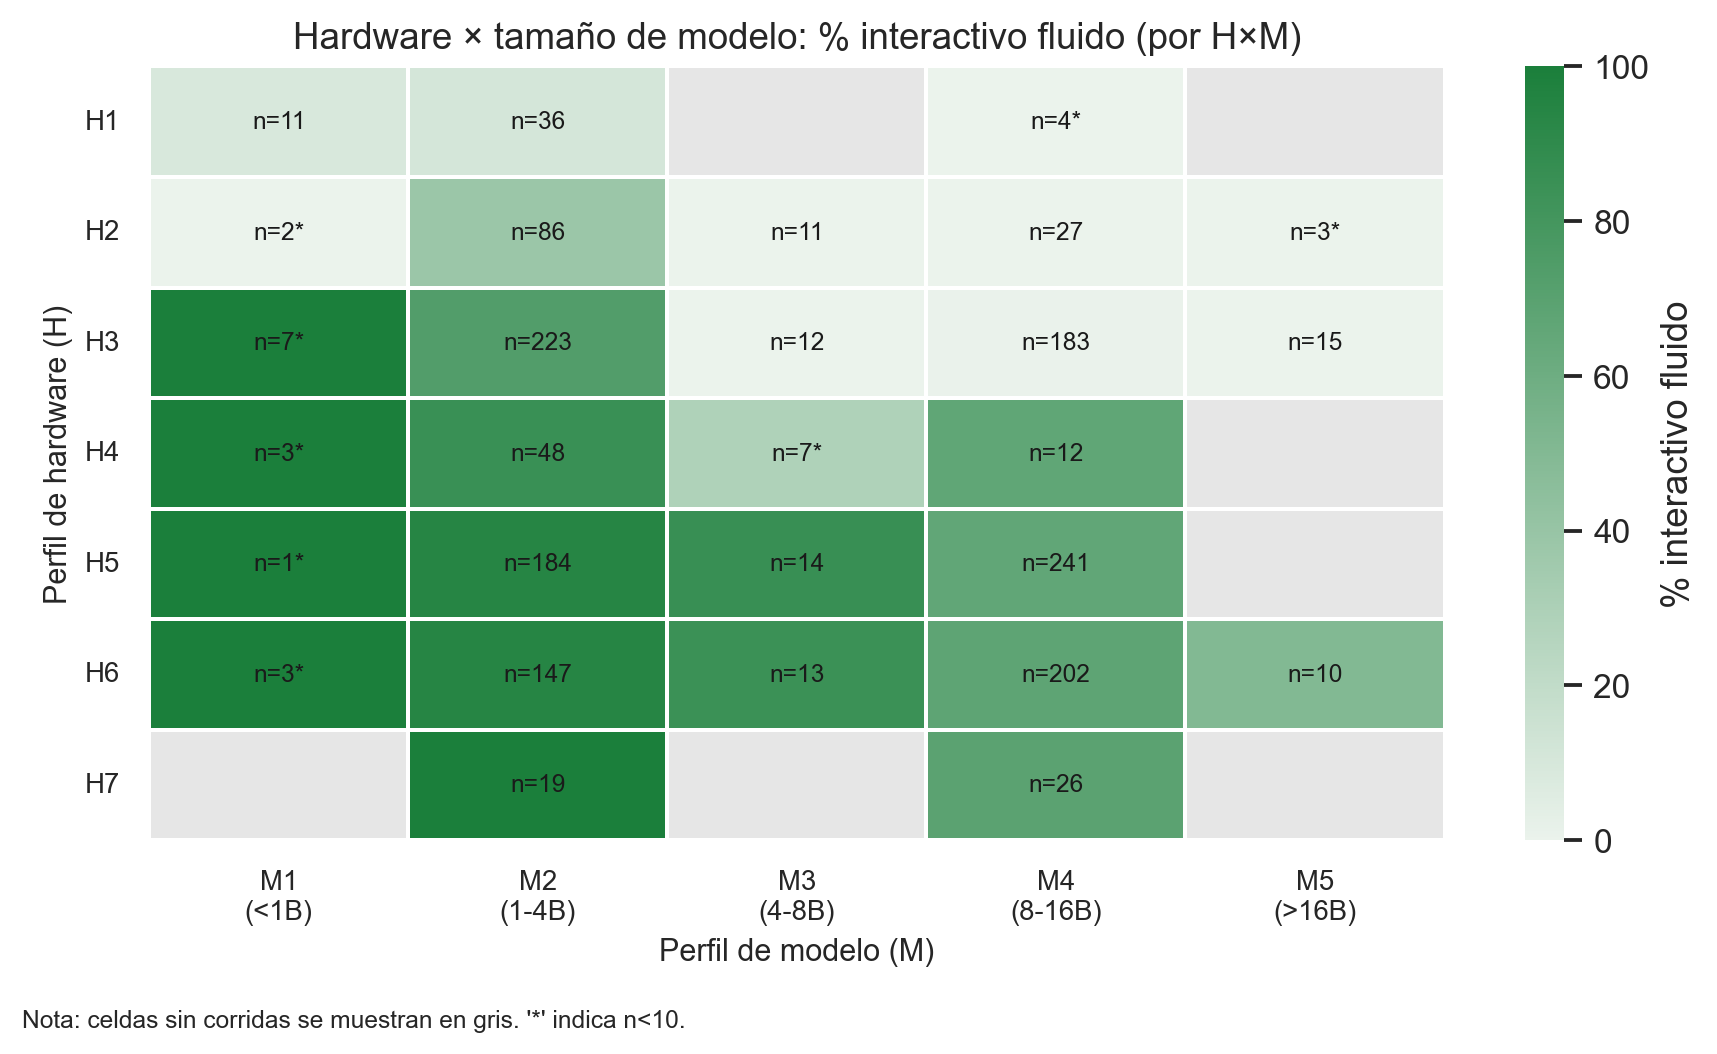 Hardware × tamaño de modelo: % interactivo fluido (por H×M)
Perfil de hardware (H)
H1 n=11 n=36 n=4*
H2 n=2* n=86 n=11 n=27 n=3*
H3 n=7* n=223 n=12 n=183 n=15
H4 n=3* n=48 n=7* n=12
H5 n=1* n=184 n=14 n=241
H6 n=3* n=147 n=13 n=202 n=10
H7 n=19 n=26
M1 M2 M3 M4 M5
(<1B) (1-4B) (4-8B) (8-16B) (>16B)
Perfil de modelo (M)
100
80
60
40
20
0
% interactivo fluido
Nota: celdas sin corridas se muestran en gris. '*' indica n<10.